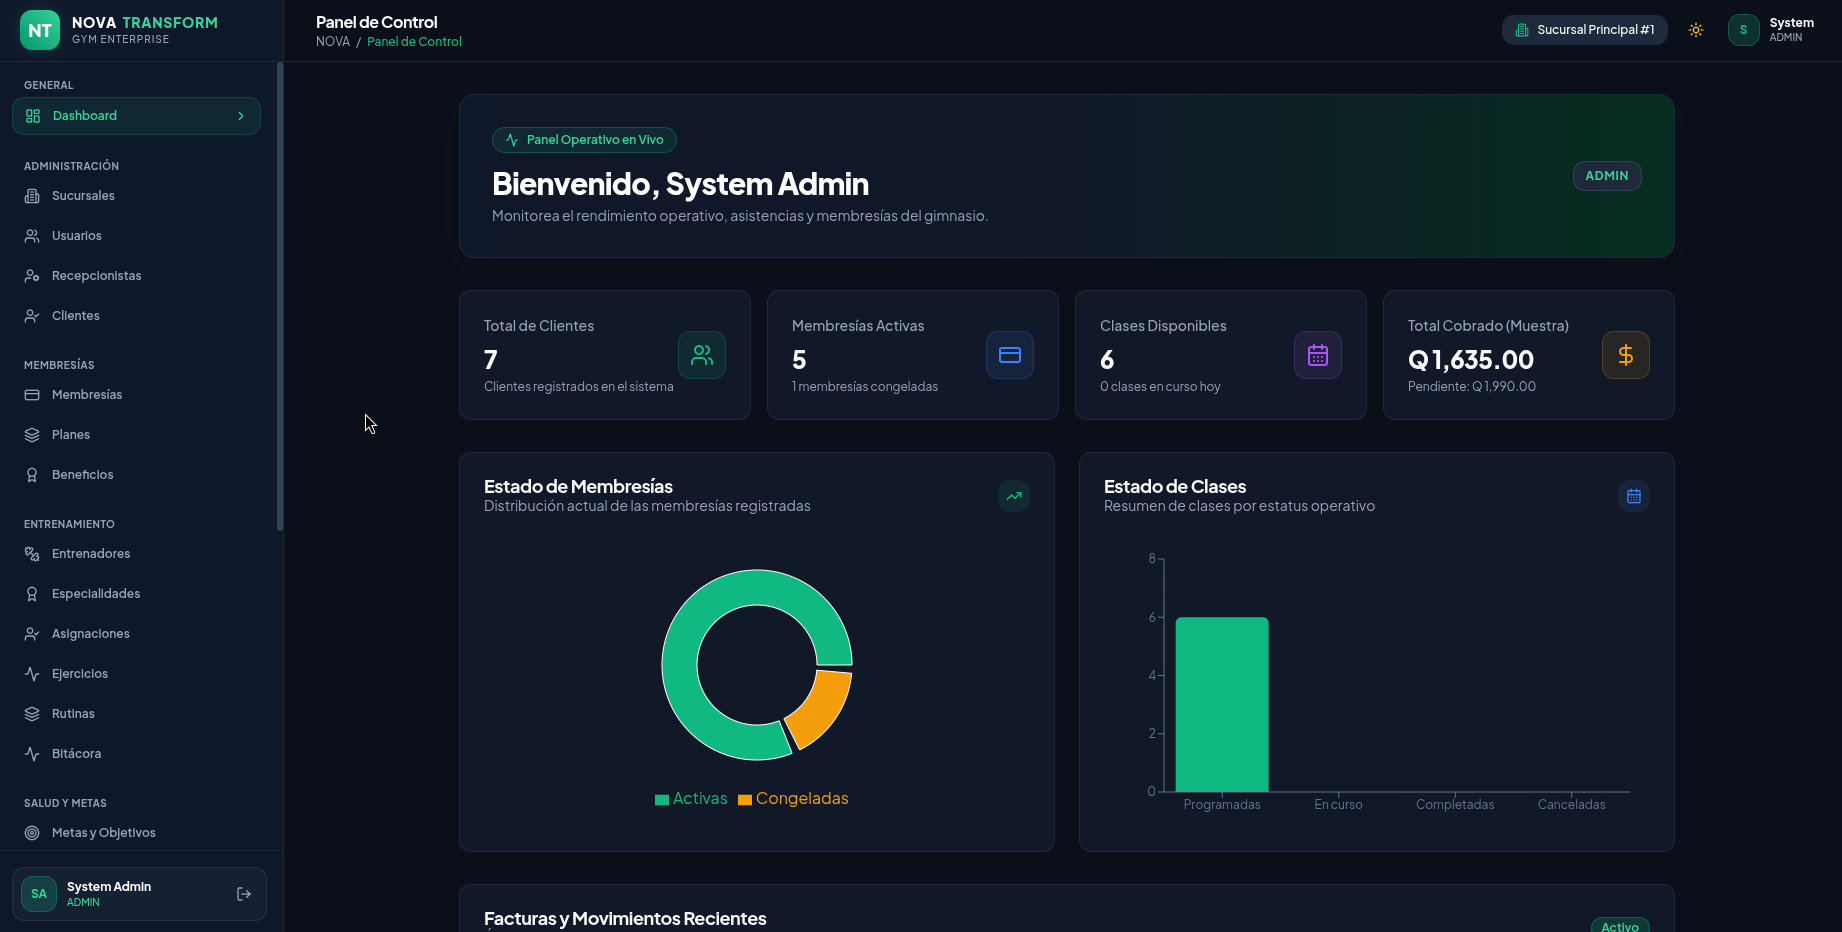 NT
NOVA TRANSFORM
GYM ENTERPRISE
GENERAL
Dashboard
ADMINISTRACIÓN
Sucursales
Usuarios
Recepcionistas
Clientes
MEMBRESÍAS
Membresías
Planes
Beneficios
ENTRENAMIENTO
Entrenadores
Especialidades
Asignaciones
Ejercicios
Rutinas
Bitácora
SALUD Y METAS
Metas y Objetivos
SA
System Admin
ADMIN
Panel de Control
NOVA / Panel de Control
Sucursal Principal #1
S
System
ADMIN
Panel Operativo en Vivo
Bienvenido, System Admin
Monitorea el rendimiento operativo, asistencias y membresías del gimnasio.
ADMIN
Total de Clientes
7
Clientes registrados en el sistema
Membresías Activas
5
1 membresías congeladas
Clases Disponibles
6
0 clases en curso hoy
Total Cobrado (Muestra)
Q 1,635.00
Pendiente: Q 1,990.00
Estado de Membresías
Distribución actual de las membresías registradas
Activas
Congeladas
Estado de Clases
Resumen de clases por estatus operativo
8
6
4
2
0
Programadas
En curso
Completadas
Canceladas
Facturas y Movimientos Recientes
Activo